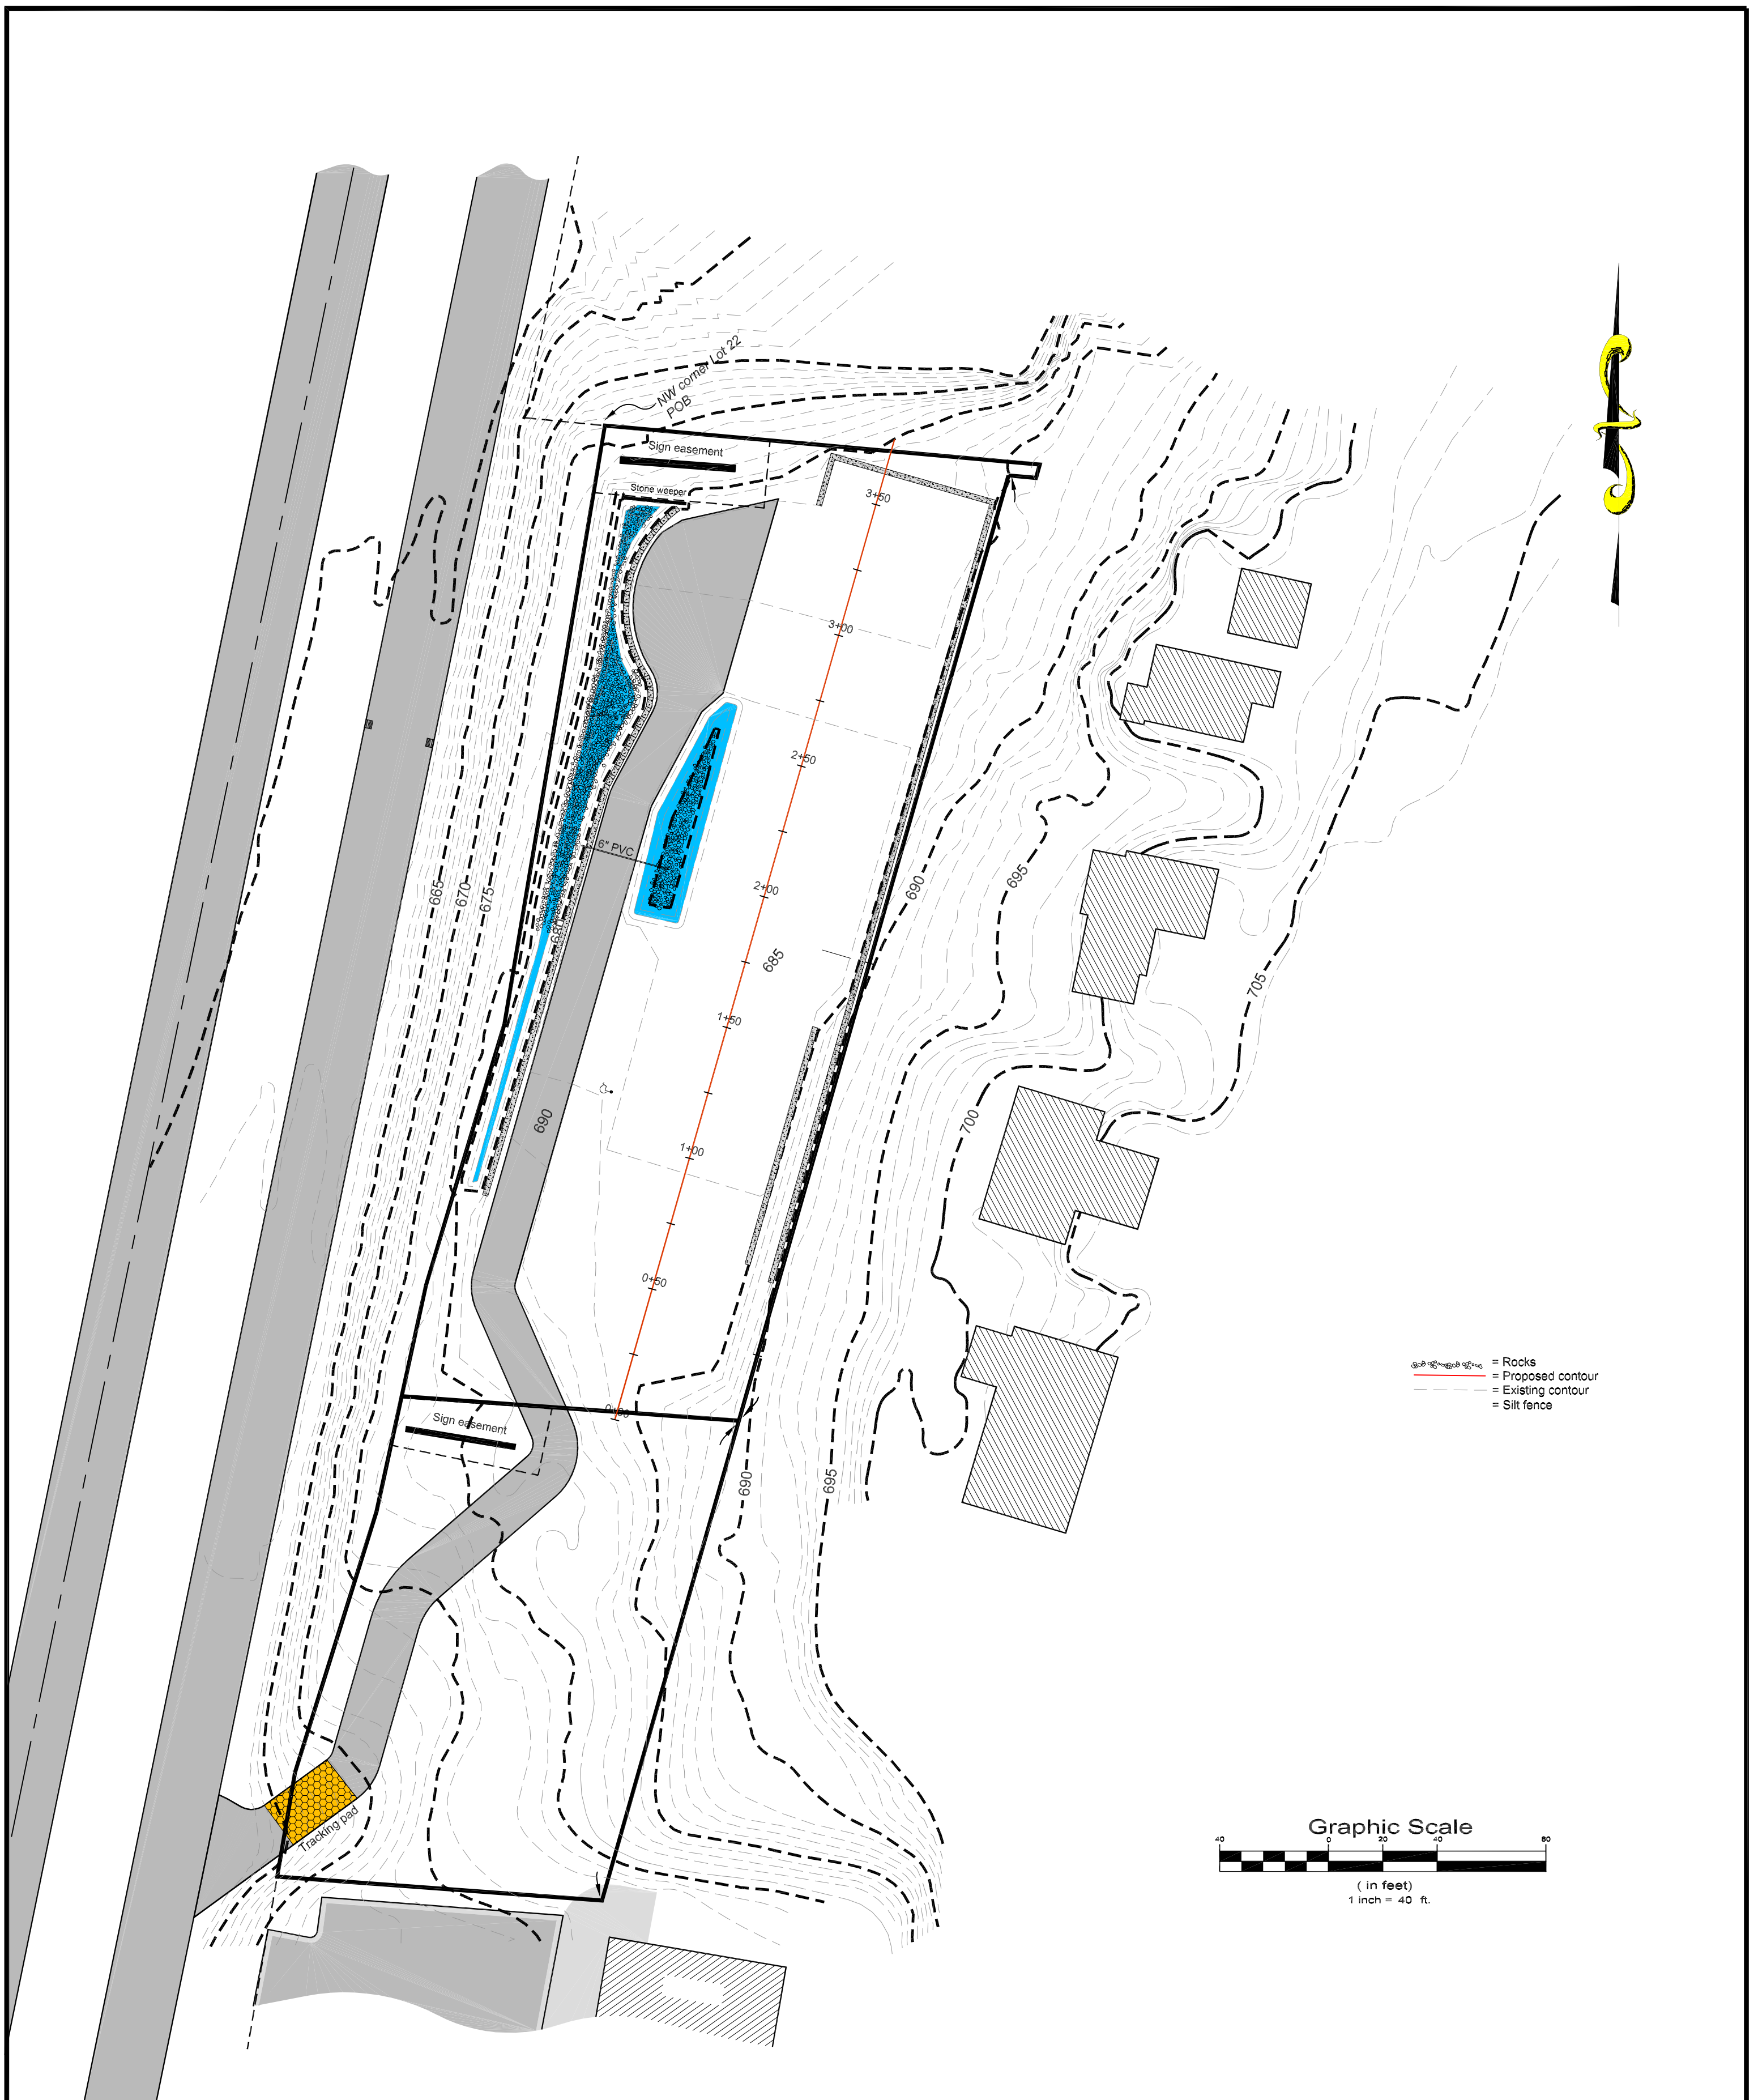 NW corner Lot 22
POB
Sign easement
Stone weeper
3+50
3+00
2+50
6" PVC
2+00
690
695
665
670
675
680
685
705
1+50
690
700
1+00
0+50
0+00
Sign easement
690
695
= Rocks
= Proposed contour
= Existing contour
= Silt fence
Tracking pad
Graphic Scale
40 0 20 40 80
( in feet)
1 inch = 40 ft.